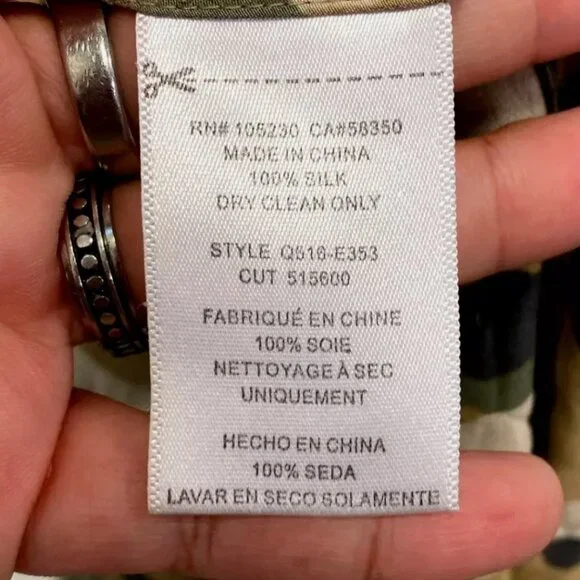 RN# 105230 CA#58350
MADE IN CHINA
100% SILK
DRY CLEAN ONLY
STYLE Q516-E353
CUT 515600
FABRIQUÉ EN CHINE
100% SOIE
NETTOYAGE À SEC
UNIQUEMENT
HECHO EN CHINA
100% SEDA
LAVAR EN SECO SOLAMENTE